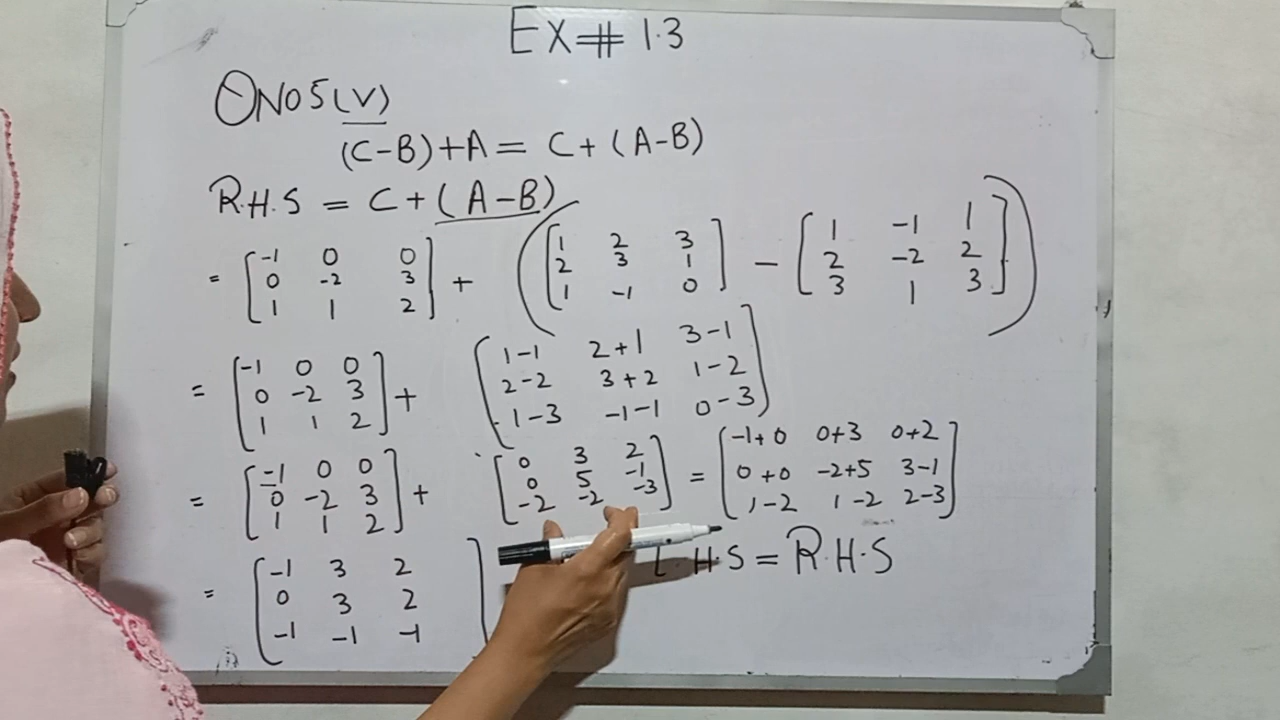 EX# 1.3
QNO5(V)
(C-B)+A = C+(A-B)
R.H.S = C+(A-B)
= [-1 0 0 + ([1 2 3 - [1 -1 1])
0 -2 3] 2 3 1] 2 -2 2
1 1 2 1 -1 0 3 1 3
= [-1 0 0 + [1-1 2+1 3-1
0 -2 3] 2-2 3+2 1-2]
1 1 2 1-3 -1-1 0-3
= [-1 0 0 + [0 3 2 = [-1+0 0+3 0+2
0 -2 3] 0 5 -1] 0+0 -2+5 3-1]
1 1 2 -2 -2 -3 1-2 1-2 2-3
= [-1 3 2 L.H.S = R.H.S
0 3 2]
-1 -1 -1